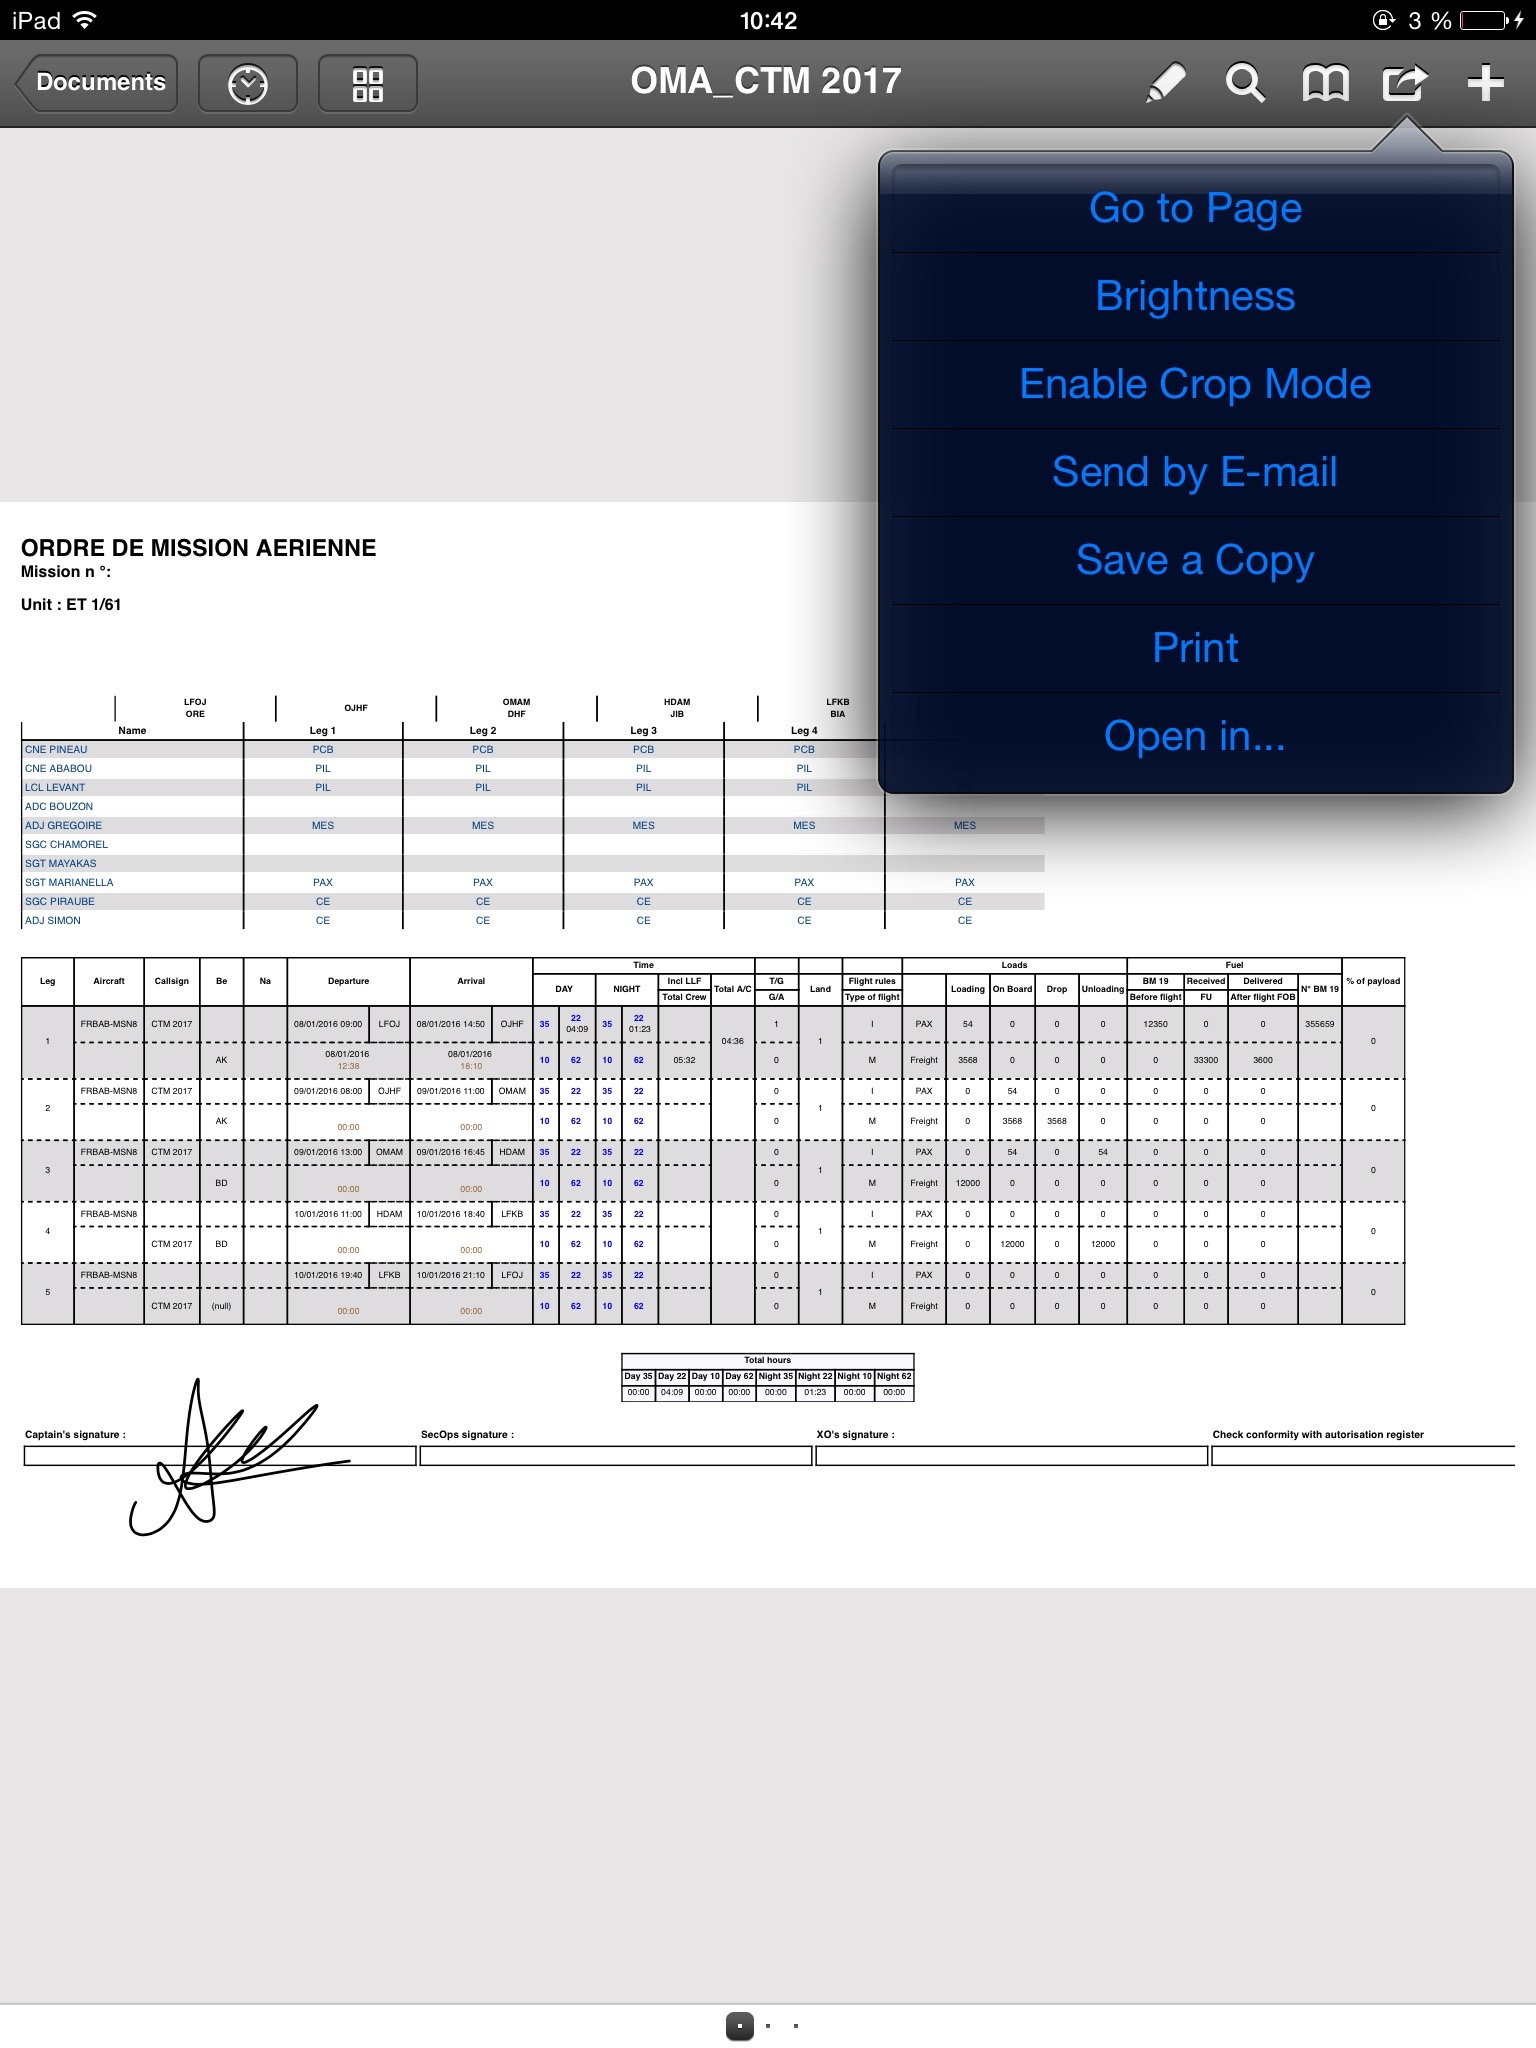 iPad 10:42 3 %
Documents OMA_CTM 2017
Go to Page
Brightness
Enable Crop Mode
Send by E-mail
Save a Copy
Print
Open in...
ORDRE DE MISSION AERIENNE
Mission n °:
Unit : ET 1/61
LFOJ OJHF OMAM HDAM LFKB
ORE DHF JIB BIA
Name Leg 1 Leg 2 Leg 3 Leg 4
CNE PINEAU PCB PCB PCB PCB
CNE ABABOU PIL PIL PIL PIL
LCL LEVANT PIL PIL PIL PIL
ADC BOUZON
ADJ GREGOIRE MES MES MES MES MES
SGC CHAMOREL
SGT MAYAKAS
SGT MARIANELLA PAX PAX PAX PAX PAX
SGC PIRAUBE CE CE CE CE CE
ADJ SIMON CE CE CE CE CE
Time Loads Fuel
Leg Aircraft Callsign Be Na Departure Arrival DAY NIGHT Incl LLF Total A/C T/G Land Flight rules Loading On Board Drop Unloading BM 19 Received Delivered N° BM 19 % of payload
Total Crew G/A Type of flight Before flight FU After flight FOB
1 FRBAB-MSN8 CTM 2017 08/01/2016 09:00 LFOJ 08/01/2016 14:50 OJHF 35 22 04:09 35 22 01:23 04:36 1 1 I PAX 54 0 0 0 12350 0 0 355659 0
AK 08/01/2016 12:38 08/01/2016 18:10 10 62 10 62 05:32 0 M Freight 3568 0 0 0 0 33300 3600
2 FRBAB-MSN8 CTM 2017 09/01/2016 08:00 OJHF 09/01/2016 11:00 OMAM 35 22 35 22 0 1 I PAX 0 54 0 0 0 0 0 0
AK 00:00 00:00 10 62 10 62 0 M Freight 0 3568 3568 0 0 0 0
3 FRBAB-MSN8 CTM 2017 09/01/2016 13:00 OMAM 09/01/2016 16:45 HDAM 35 22 35 22 0 1 I PAX 0 54 0 54 0 0 0 0
BD 00:00 00:00 10 62 10 62 0 M Freight 12000 0 0 0 0 0 0
4 FRBAB-MSN8 10/01/2016 11:00 HDAM 10/01/2016 18:40 LFKB 35 22 35 22 0 1 I PAX 0 0 0 0 0 0 0 0
CTM 2017 BD 00:00 00:00 10 62 10 62 0 M Freight 0 12000 0 12000 0 0 0
5 FRBAB-MSN8 10/01/2016 19:40 LFKB 10/01/2016 21:10 LFOJ 35 22 35 22 0 1 I PAX 0 0 0 0 0 0 0 0
CTM 2017 (null) 00:00 00:00 10 62 10 62 0 M Freight 0 0 0 0 0 0 0
Total hours
Day 35 Day 22 Day 10 Day 62 Night 35 Night 22 Night 10 Night 62
00:00 04:09 00:00 00:00 00:00 01:23 00:00 00:00
Captain's signature : SecOps signature : XO's signature : Check conformity with autorisation register